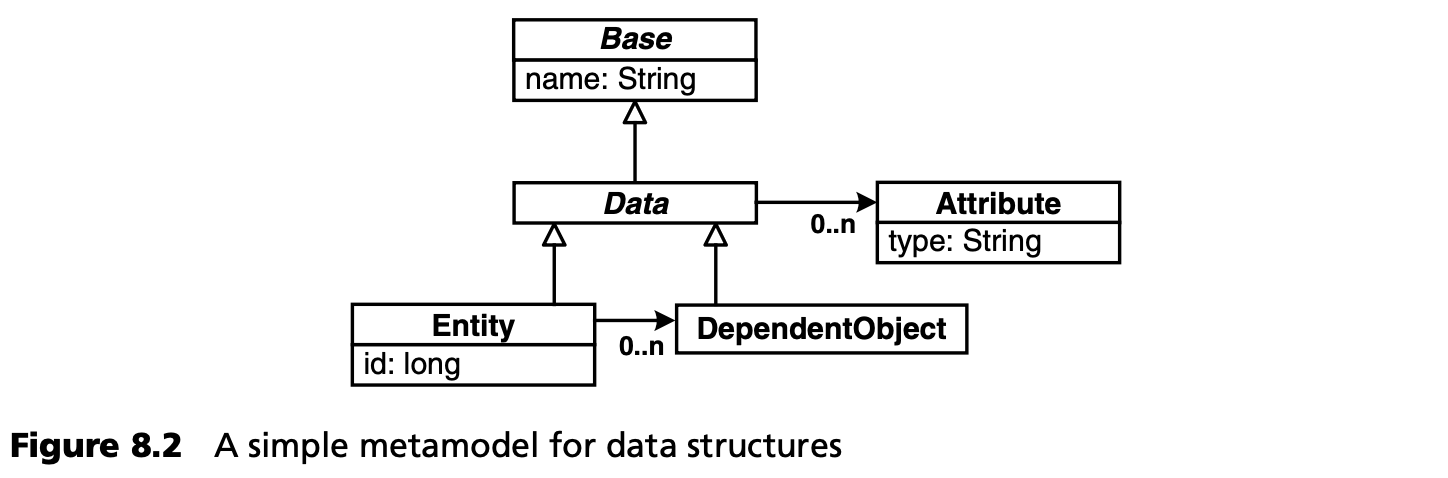 Base
name: String
Data
0..n
Attribute
type: String
Entity
id: long
0..n
DependentObject
Figure 8.2 A simple metamodel for data structures